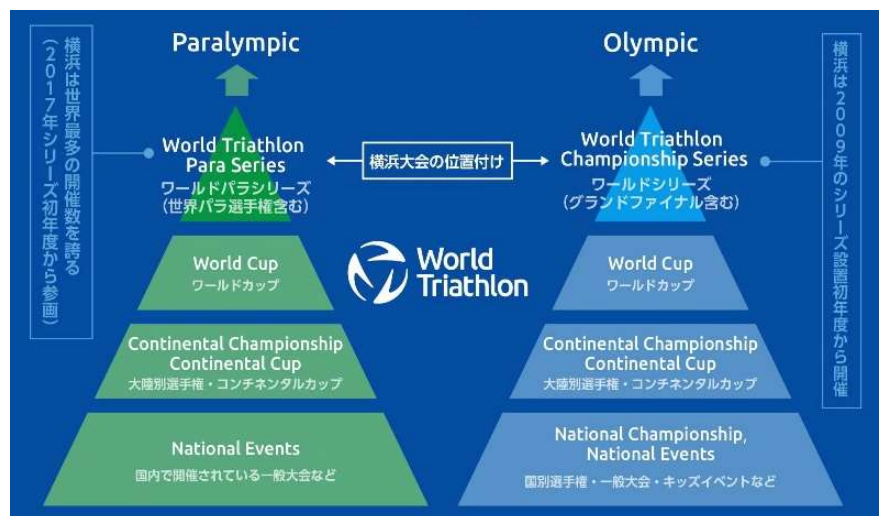 Paralympic
World Triathlon
Para Series
ワールドパラシリーズ
(世界パラ選手権含む)
World Cup
ワールドカップ
Continental Championship
Continental Cup
大陸別選手権・コンチネンタルカップ
National Events
国内で開催されている一般大会など
横浜は世界最多の開催数を誇る
(2017年シリーズ初年度から参画)
横浜大会の位置付け
World
Triathlon
Olympic
World Triathlon
Championship Series
ワールドシリーズ
(グランドファイナル含む)
World Cup
ワールドカップ
Continental Championship
Continental Cup
大陸別選手権・コンチネンタルカップ
National Championship,
National Events
国別選手権・一般大会・キッズイベントなど
横浜は2009年のシリーズ設置初年度から開催